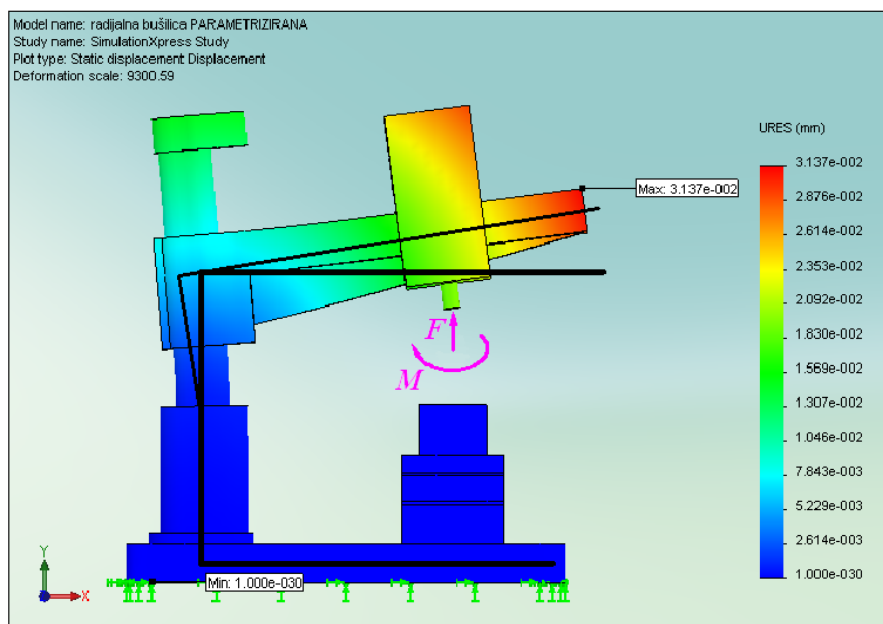 Model name: radijalna bušilica PARAMETRIZIRANA
Study name: SimulationXpress Study
Plot type: Static displacement Displacement
Deformation scale: 9300.59
URES (mm)
3.137e-002
2.876e-002
2.614e-002
2.353e-002
2.092e-002
1.830e-002
1.569e-002
1.307e-002
1.046e-002
7.843e-003
5.229e-003
2.614e-003
1.000e-030
Max: 3.137e-002
F
M
Min: 1.000e-030
Y
X